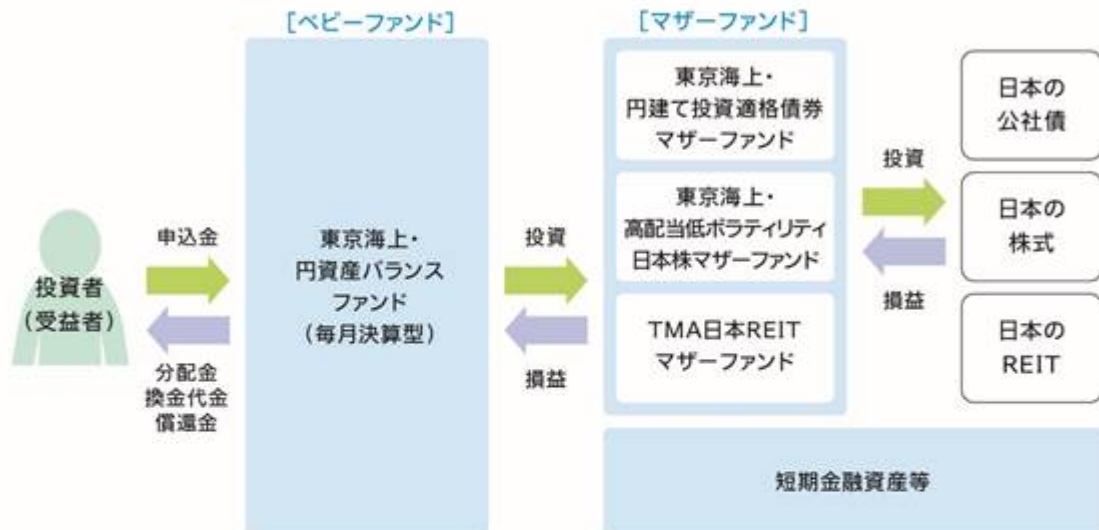 [ベビーファンド]
[マザーファンド]
投資者
(受益者)
申込金
分配金
換金代金
償還金
東京海上・
円資産バランス
ファンド
(毎月決算型)
投資
損益
東京海上・
円建て投資適格債券
マザーファンド
東京海上・
高配当低ボラティリティ
日本株マザーファンド
TMA日本REIT
マザーファンド
投資
損益
日本の
公社債
日本の
株式
日本の
REIT
短期金融資産等